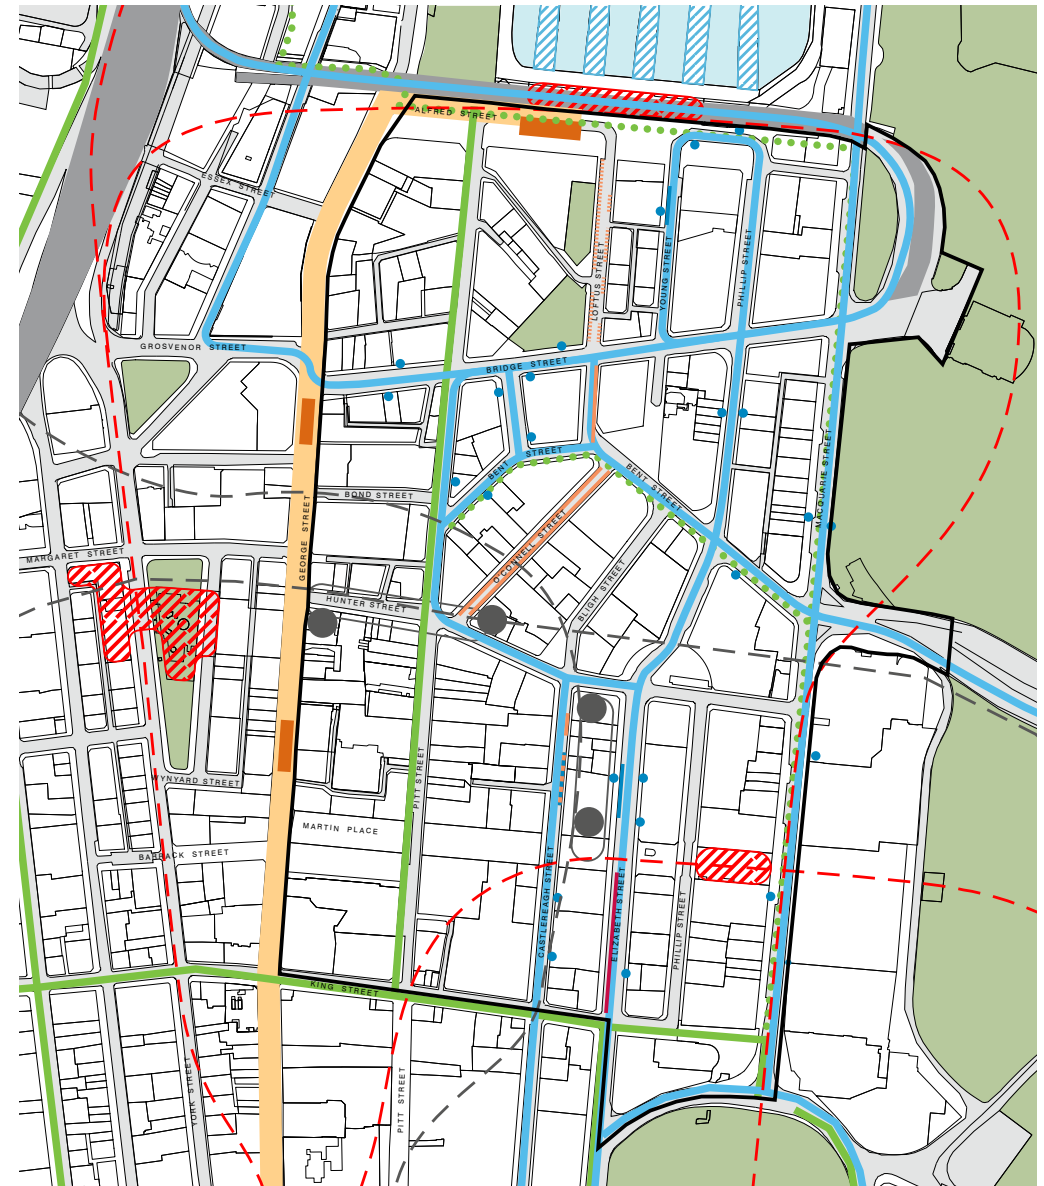 ALFRED STREET
ESSEX STREET
LOFTUS STREET
YOUNG STREET
PHILLIP STREET
GROSVENOR STREET
BRIDGE STREET
BENT STREET
BENT STREET
MACQUARIE STREET
BOND STREET
GEORGE STREET
O'CONNELL STREET
MARGARET STREET
BLIGH STREET
HUNTER STREET
PITT STREET
WYNYARD STREET
MARTIN PLACE
BARRACK STREET
CASTLEREAGH STREET
ELIZABETH STREET
PHILLIP STREET
KING STREET
YORK STREET
PITT STREET